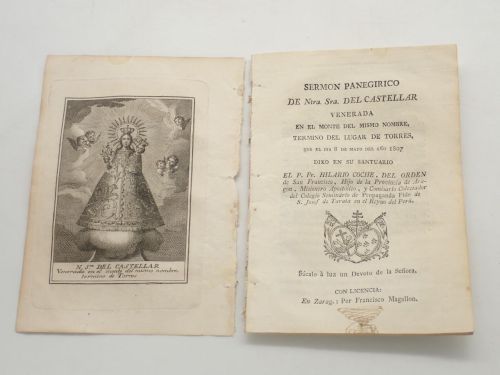 N. Sra. DEL CASTELLAR
Venerada en el monte del mismo nombre,
termino de Torres
SERMON PANEGIRICO
DE Ntra. Sra. DEL CASTELLAR
VENERADA
EN EL MONTE DEL MISMO NOMBRE,
TERMINO DEL LUGAR DE TORRES,
QUE EL DIA 8 DE MAYO DEL AÑO 1807
DIXO EN SU SANTUARIO
EL P. Fr. HILARIO COCHE, DEL ORDEN
de San Francisco, Hijo de la Provincia de Ara-
gon, Misionero Apostolico, y Comisario Colectador
del Colegio Seminario de Propaganda Fide de
S. Josef de Tarata en el Reyno del Perú.
Sácalo à luz un Devoto de la Señora.
CON LICENCIA:
En Zarag.: Por Francisco Magallon.